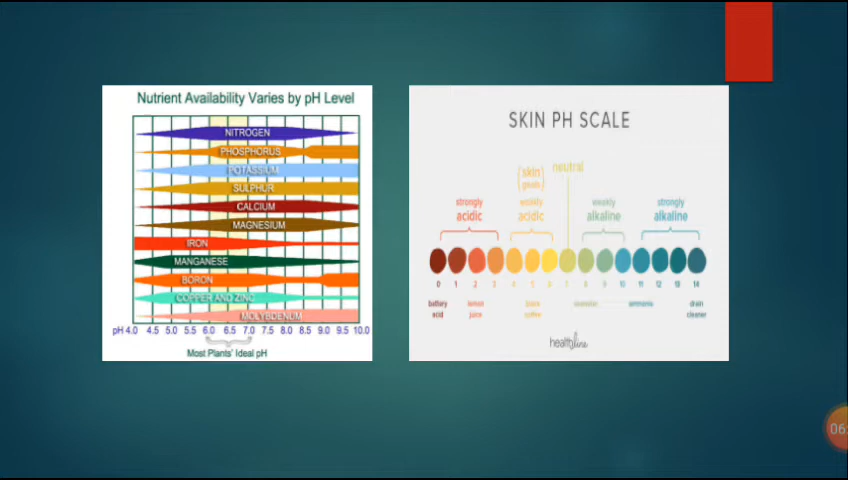 Nutrient Availability Varies by pH Level
NITROGEN
PHOSPHORUS
POTASSIUM
SULPHUR
CALCIUM
MAGNESIUM
IRON
MANGANESE
BORON
COPPER AND ZINC
MOLYBDENUM
pH 4.0 4.5 5.0 5.5 6.0 6.5 7.0 7.5 8.0 8.5 9.0 9.5 10.0
Most Plants' Ideal pH
SKIN PH SCALE
neutral
(skin
goals)
strongly
acidic
weakly
acidic
weakly
alkaline
strongly
alkaline
0 1 2 3 4 5 6 7 8 9 10 11 12 13 14
battery
acid
lemon
juice
ammonia
drain
cleaner
healthline
06